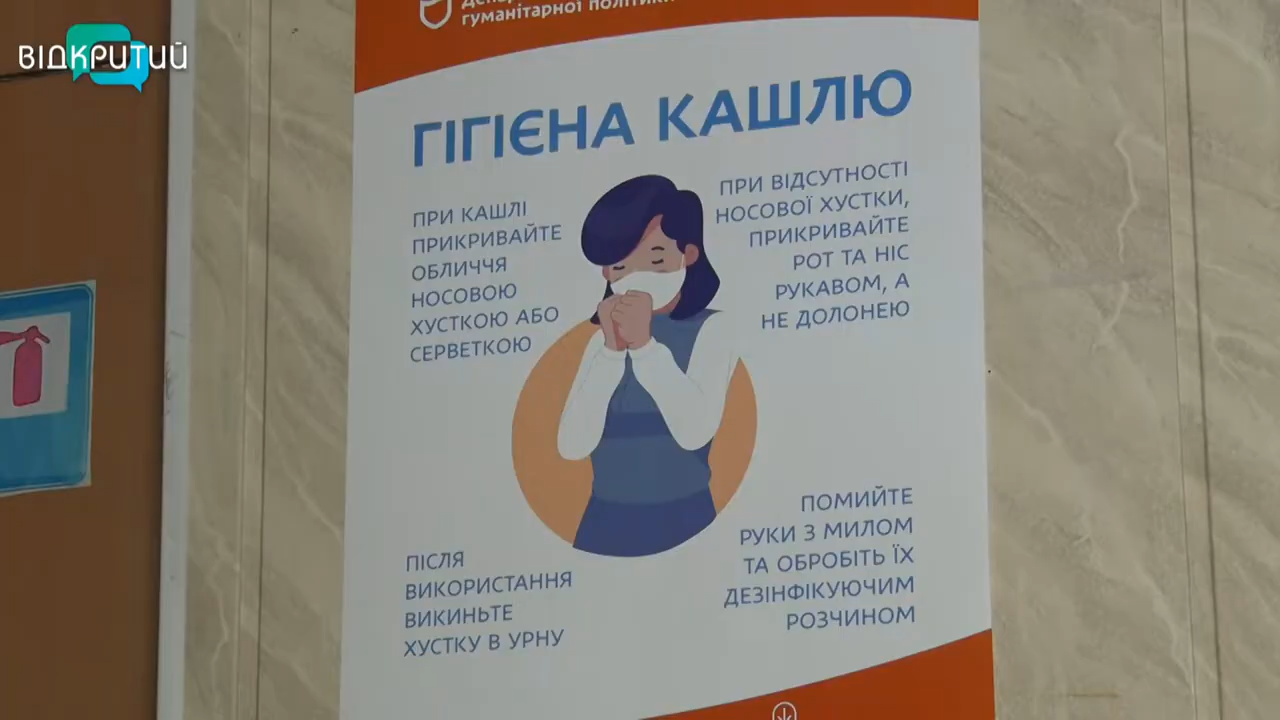 ВІДКРИТИЙ
гуманітарної політики
ГІГІЄНА КАШЛЮ
ПРИ КАШЛІ
ПРИКРИВАЙТЕ
ОБЛИЧЧЯ
НОСОВОЮ
ХУСТКОЮ АБО
СЕРВЕТКОЮ
ПРИ ВІДСУТНОСТІ
НОСОВОЇ ХУСТКИ,
ПРИКРИВАЙТЕ
РОТ ТА НІС
РУКАВОМ, А
НЕ ДОЛОНЕЮ
ПІСЛЯ
ВИКОРИСТАННЯ
ВИКИНЬТЕ
ХУСТКУ В УРНУ
ПОМИЙТЕ
РУКИ З МИЛОМ
ТА ОБРОБІТЬ ЇХ
ДЕЗІНФІКУЮЧИМ
РОЗЧИНОМ